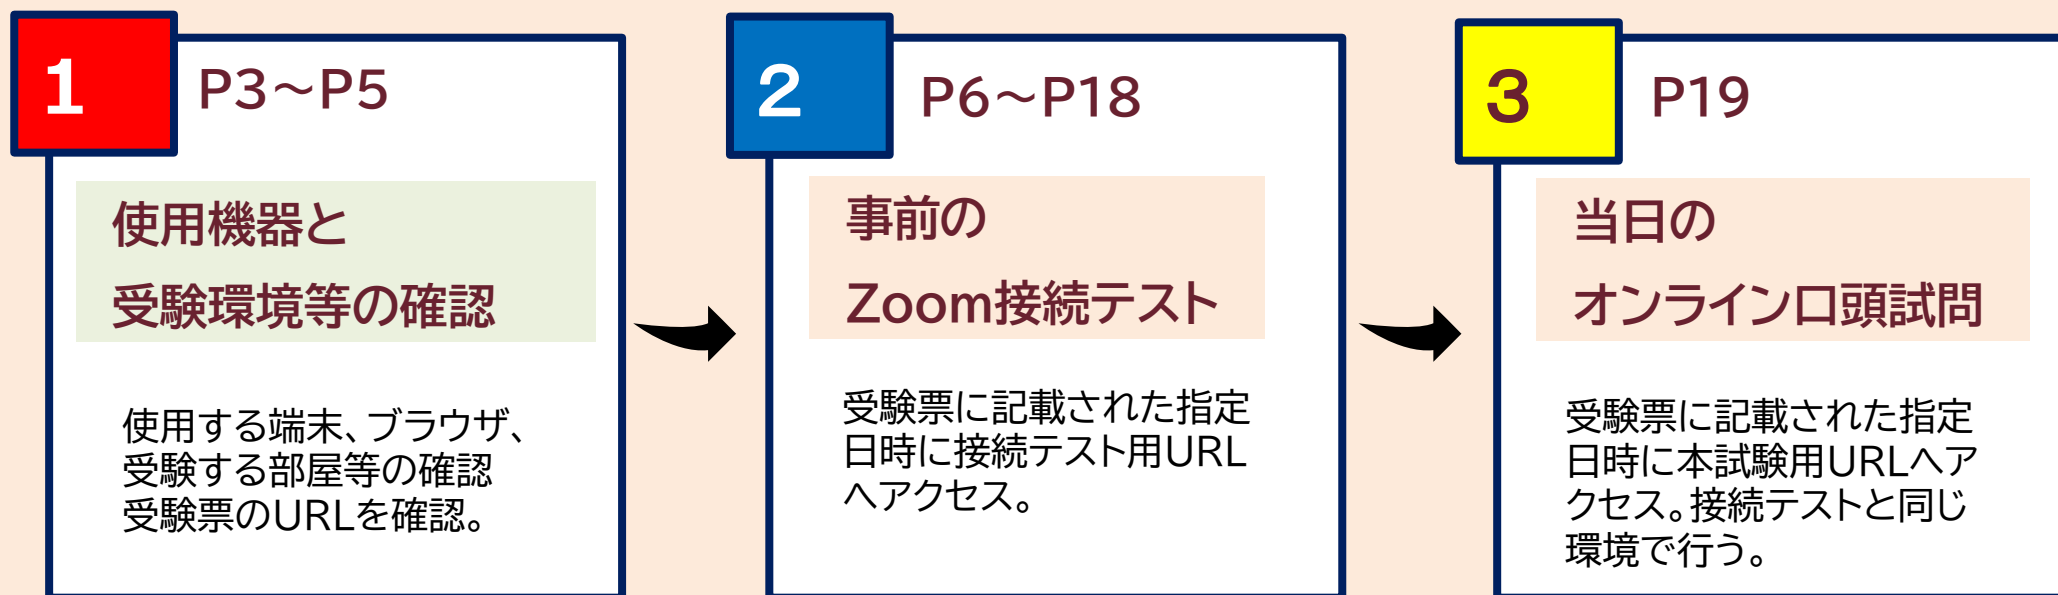 1
P3～P5
使用機器と
受験環境等の確認
使用する端末、ブラウザ、
受験する部屋等の確認
受験票のURLを確認。
2
P6～P18
事前の
Zoom接続テスト
受験票に記載された指定
日時に接続テスト用URL
へアクセス。
3
P19
当日の
オンライン口頭試問
受験票に記載された指定
日時に本試験用URLへア
クセス。接続テストと同じ
環境で行う。